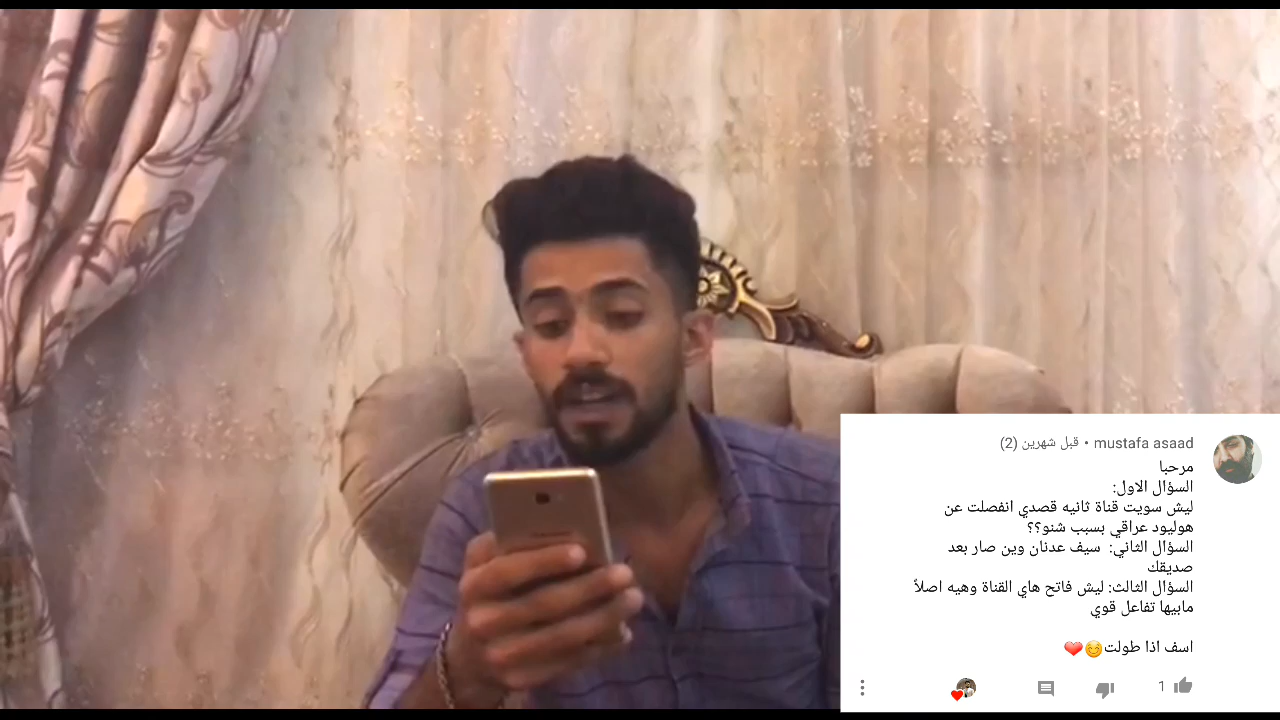 mustafa asaad • قبل شهرين (2)
مرحبا
السؤال الاول:
ليش سويت قناة ثانيه قصدي انفصلت عن
هوليود عراقي بسبب شنو؟؟
السؤال الثاني: سيف عدنان وين صار بعد
صديقك
السؤال الثالث: ليش فاتح هاي القناة وهيه اصلاً
مابيها تفاعل قوي
اسف اذا طولت😊❤
1